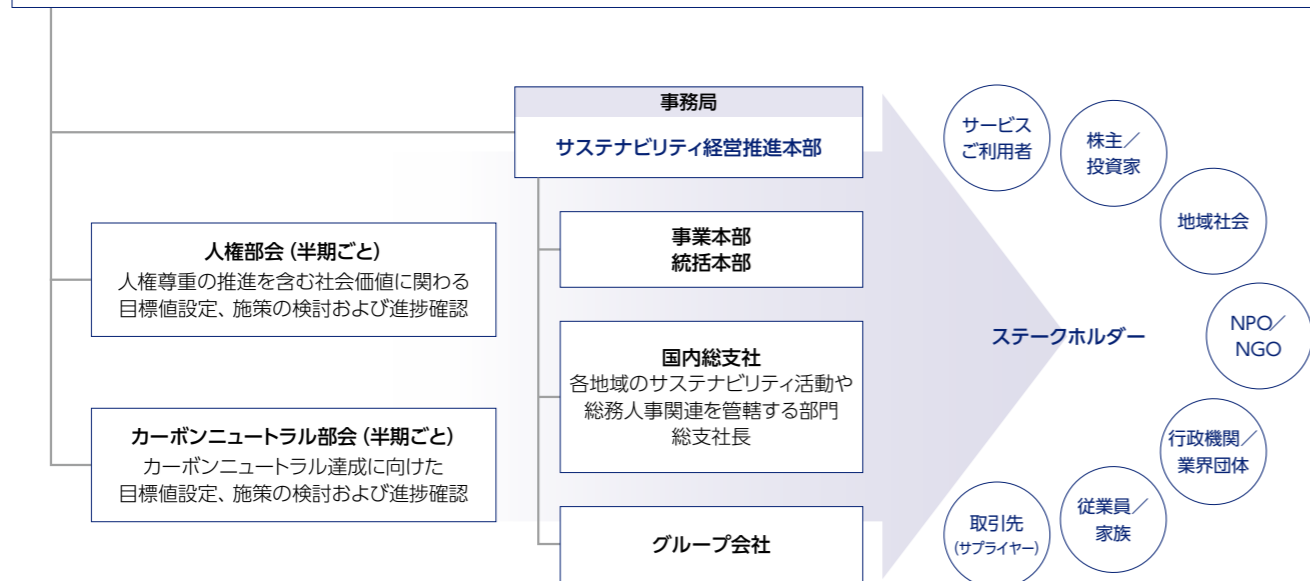 事務局
サステナビリティ経営推進本部
人権部会(半期ごと)
人権尊重の推進を含む社会価値に関わる
目標値設定、施策の検討および進捗確認
カーボンニュートラル部会(半期ごと)
カーボンニュートラル達成に向けた
目標値設定、施策の検討および進捗確認
事業本部
統括本部
国内総支社
各地域のサステナビリティ活動や
総務人事関連を管轄する部門
総支社長
グループ会社
ステークホルダー
サービス
ご利用者
株主/
投資家
地域社会
NPO/
NGO
行政機関/
業界団体
従業員/
家族
取引先
(サプライヤー)